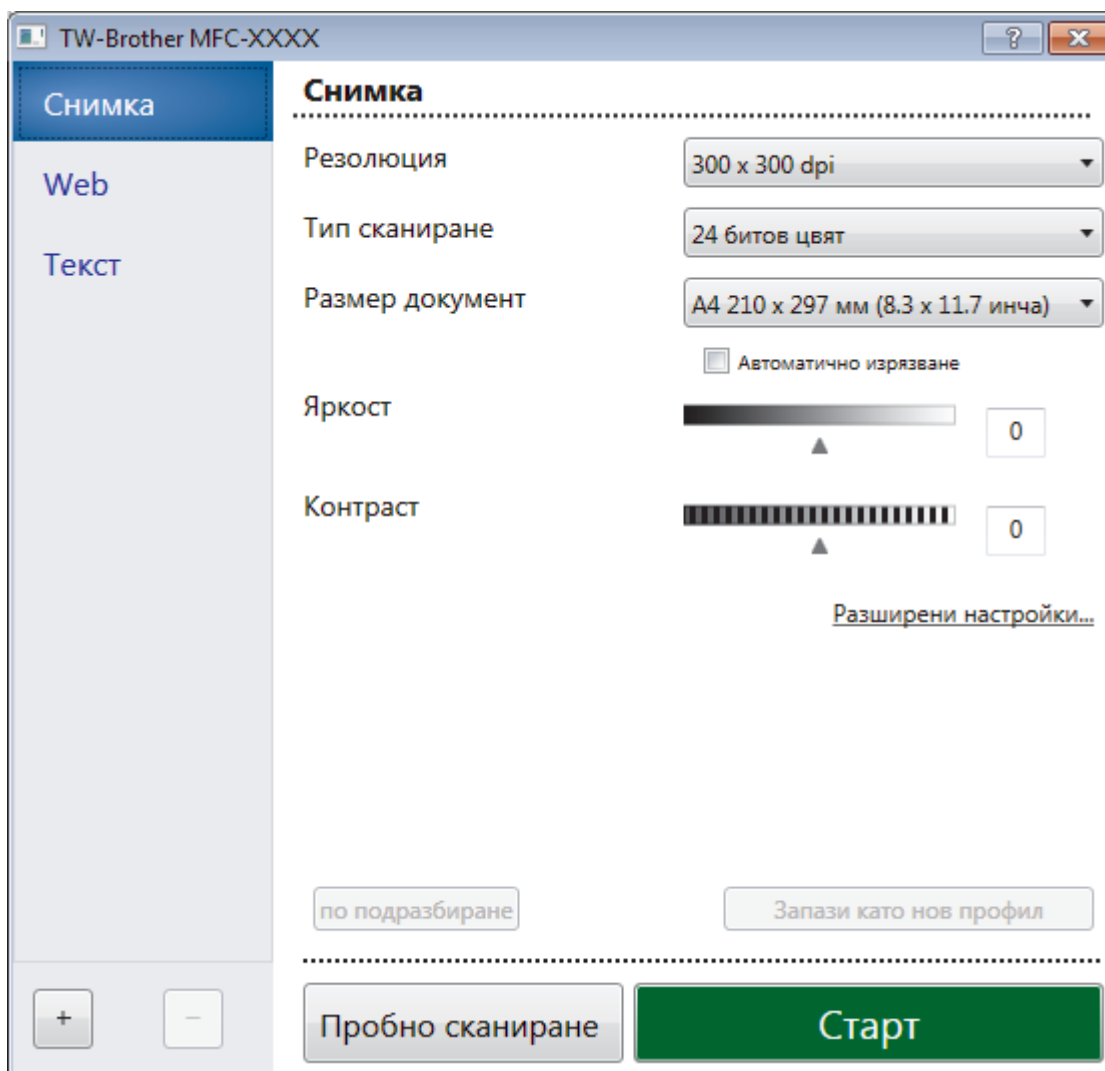 TW-Brother MFC-XXXX
Снимка
Web
Текст
Снимка
Резолюция
300 x 300 dpi
Тип сканиране
24 битов цвят
Размер документ
A4 210 x 297 мм (8.3 x 11.7 инча)
Автоматично изрязване
Яркост
0
Контраст
0
Разширени настройки...
по подразбиране
Запази като нов профил
Пробно сканиране
Старт